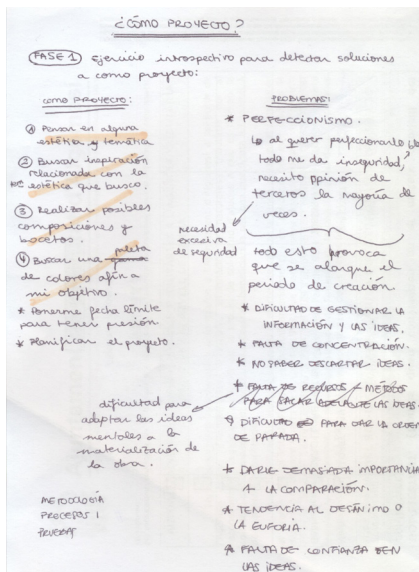 ¿CÓMO PROYECTO?
FASE 1) Ejercicio introspectivo para detectar soluciones
a como proyecto:
COMO PROYECTO:
① Pensar en alguna
estética y temática
② Buscar inspiración
relacionada con la
estética que busco.
③ Realizar posibles
composiciones y
bocetos.
④ Buscar una paleta
de colores afín a
mi objetivo.
* Ponerme fecha límite
para tener presión
* Planificar el proyecto.
PROBLEMAS:
* PERFECCIONISMO.
↳ al querer perfeccionarlo
todo me da inseguridad,
necesito opinión de
terceros la mayoría de
veces.
necesidad
excesiva
de seguridad
todo esto provoca
que se alargue el
periodo de creación.
* DIFICULTAD DE GESTIONAR LA
INFORMACIÓN Y LAS IDEAS.
* FALTA DE CONCENTRACIÓN.
* NO SABER DESCARTAR IDEAS.
* FALTA DE RECURSOS
PARA SACAR ADELANTE LAS IDEAS.
dificultad para
adaptar las ideas
mentales a la
materialización de
la obra.
DIFICULTAD PARA DAR LA ORDEN
DE PARADA.
* DARLE DEMASIADA IMPORTANCIA
A LA COMPARACIÓN.
* TENDENCIA AL DESÁNIMO O
LA EUFORIA.
* FALTA DE CONFIANZA EN
LAS IDEAS.
METODOLOGÍA
PROCESOS I
PRUEBAS